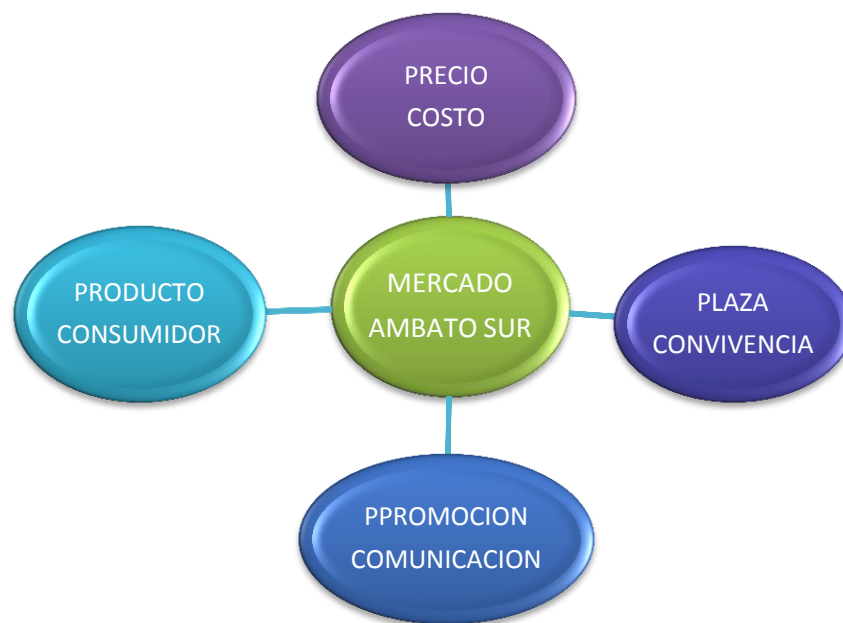 PRECIO
COSTO
PRODUCTO
CONSUMIDOR
MERCADO
AMBATO SUR
PLAZA
CONVIVENCIA
PPROMOCION
COMUNICACION